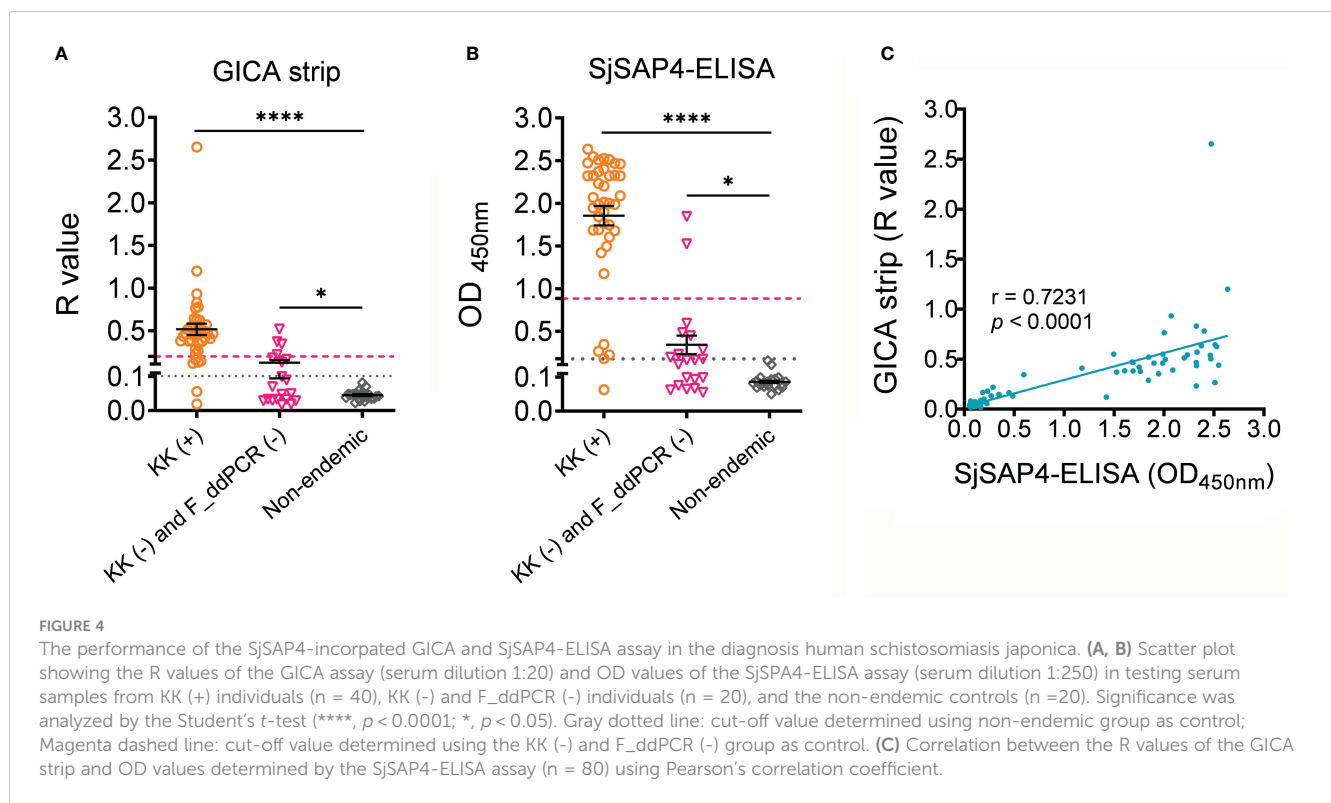 A
GICA strip
R value
3.0
2.5
2.0
1.5
1.0
0.5
0.1
0.0
****
*
KK (+)
KK (-) and F_ddPCR (-)
Non-endemic
B
SjSAP4-ELISA
OD 450nm
3.0
2.5
2.0
1.5
1.0
0.5
0.1
0.0
****
*
KK (+)
KK (-) and F_ddPCR (-)
Non-endemic
C
GICA strip (R value)
3.0
2.5
2.0
1.5
1.0
0.5
0.0
r = 0.7231
p < 0.0001
0.0 0.5 1.0 1.5 2.0 2.5 3.0
SjSAP4-ELISA (OD450nm)
FIGURE 4
The performance of the SjSAP4-incorpated GICA and SjSAP4-ELISA assay in the diagnosis human schistosomiasis japonica. (A, B) Scatter plot
showing the R values of the GICA assay (serum dilution 1:20) and OD values of the SjSPA4-ELISA assay (serum dilution 1:250) in testing serum
samples from KK (+) individuals (n = 40), KK (-) and F_ddPCR (-) individuals (n = 20), and the non-endemic controls (n =20). Significance was
analyzed by the Student's t-test (****, p < 0.0001; *, p < 0.05). Gray dotted line: cut-off value determined using non-endemic group as control;
Magenta dashed line: cut-off value determined using the KK (-) and F_ddPCR (-) group as control. (C) Correlation between the R values of the GICA
strip and OD values determined by the SjSAP4-ELISA assay (n = 80) using Pearson's correlation coefficient.